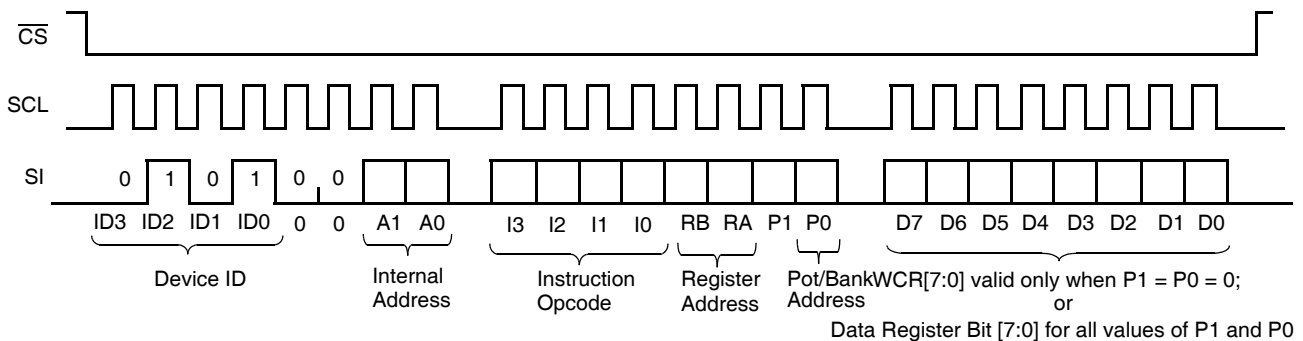 CS
SCL
SI
0 1 0 1 0 0
ID3 ID2 ID1 ID0 0 0 A1 A0 I3 I2 I1 I0 RB RA P1 P0 D7 D6 D5 D4 D3 D2 D1 D0
Device ID
Internal
Address
Instruction
Opcode
Register
Address
Pot/Bank
Address
WCR[7:0] valid only when P1 = P0 = 0;
or
Data Register Bit [7:0] for all values of P1 and P0